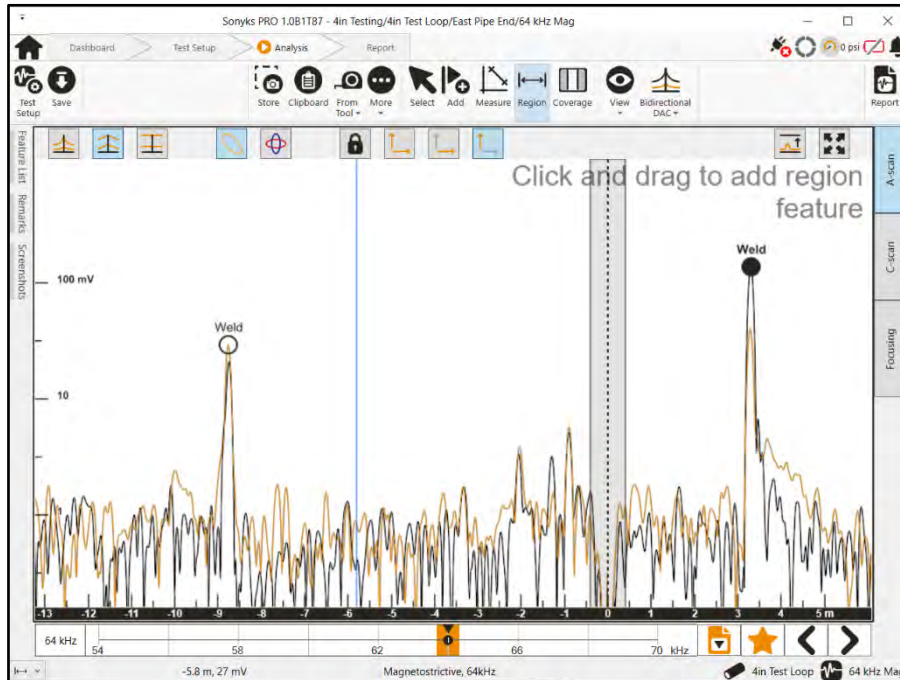 Sonyks PRO 1.0B1T87 - 4in Testing/4in Test Loop/East Pipe End/64 kHz Mag
Dashboard Test Setup Analysis Report
0 psi
Test Setup Save Store Clipboard From Tool More Select Add Measure Region Coverage View Bidirectional DAC Report
Feature List
Remarks
Screenshots
Click and drag to add region
feature
A-scan
C-scan
Focusing
Weld
100 mV
Weld
10
-13 -12 -11 -10 -9 -8 -7 -6 -5 -4 -3 -2 -1 0 1 2 3 4 5 m
64 kHz 54 58 62 66 70 kHz
-5.8 m, 27 mV Magnetostrictive, 64kHz 4in Test Loop 64 kHz Mag